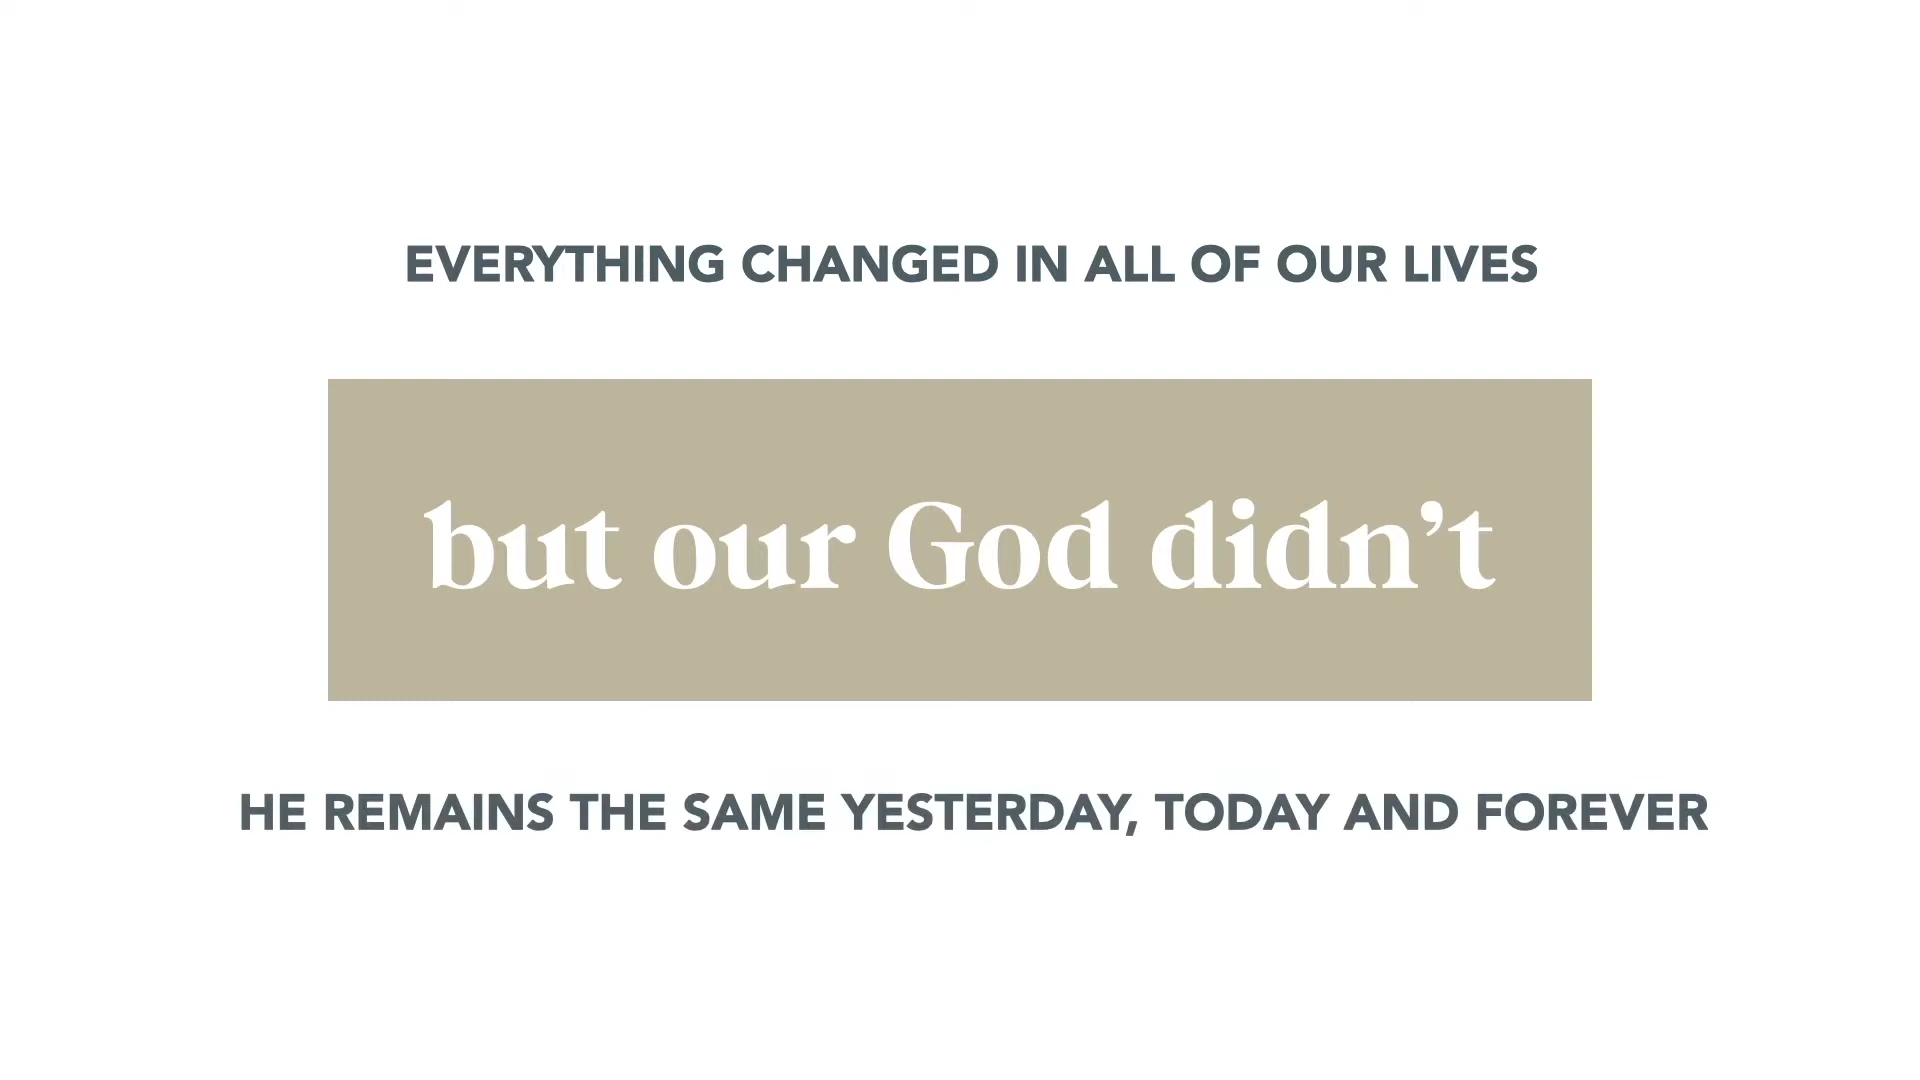 EVERYTHING CHANGED IN ALL OF OUR LIVES
but our God didn’t
HE REMAINS THE SAME YESTERDAY, TODAY AND FOREVER